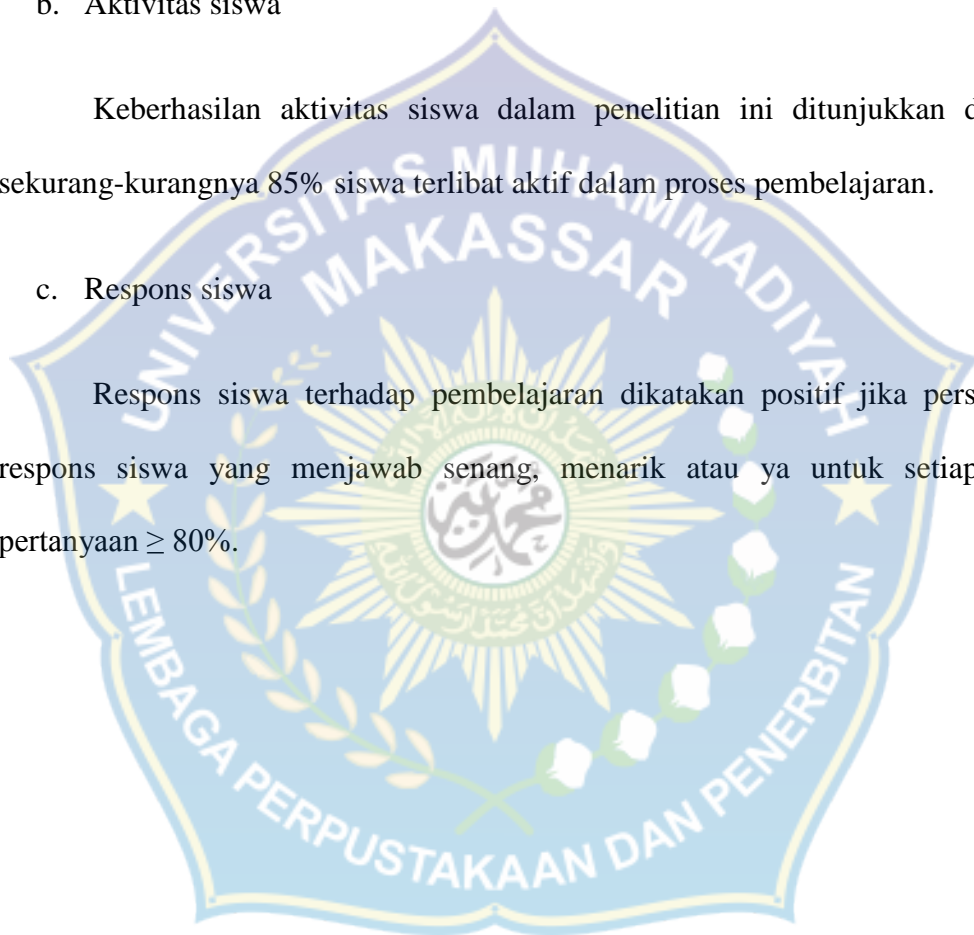 b. Aktivitas siswa
Keberhasilan aktivitas siswa dalam penelitian ini ditunjukkan
sekurang-kurangnya 85% siswa terlibat aktif dalam proses pembelajaran.
c. Respons siswa
Respons siswa terhadap pembelajaran dikatakan positif jika
respons siswa yang menjawab senang, menarik atau ya untuk setiap
pertanyaan ≥ 80%.
UNIVERSITAS MUHAMMADIYAH
MAKASSAR
LEMBAGA PERPUSTAKAAN DAN PENERBITAN